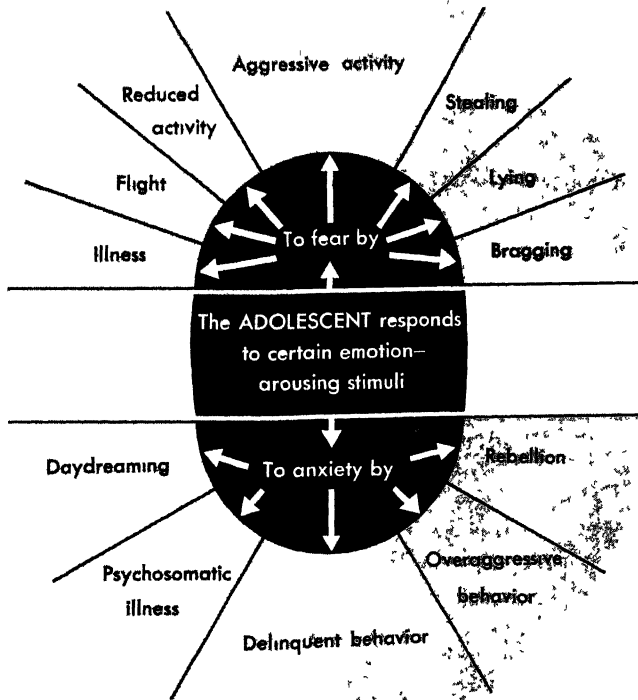 Aggressive activity
Reduced
activity
Stealing
Flight
Lying
Illness
Bragging
To fear by
The ADOLESCENT responds
to certain emotion–
arousing stimuli
To anxiety by
Daydreaming
Rebellion
Psychosomatic
illness
Overaggressive
behavior
Delinquent behavior